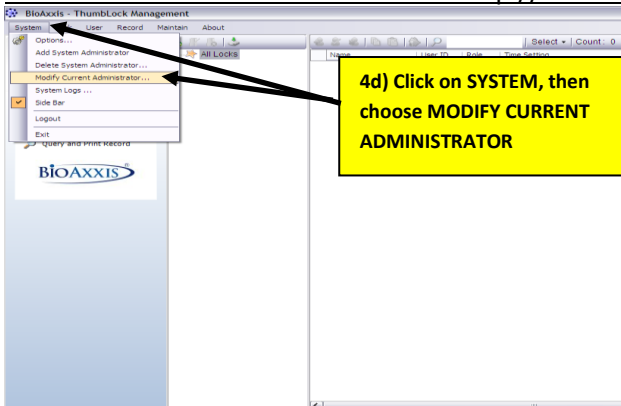 BioAxxis - ThumbLock Management
System User Record Maintain About
Options...
Add System Administrator
Delete System Administrator...
Modify Current Administrator...
System Logs ...
Side Bar
Logout
Exit
Query and Print Record
BIOAXXIS
All Locks
Select Count: 0
Name User ID Role Time Setting
4d) Click on SYSTEM, then
choose MODIFY CURRENT
ADMINISTRATOR